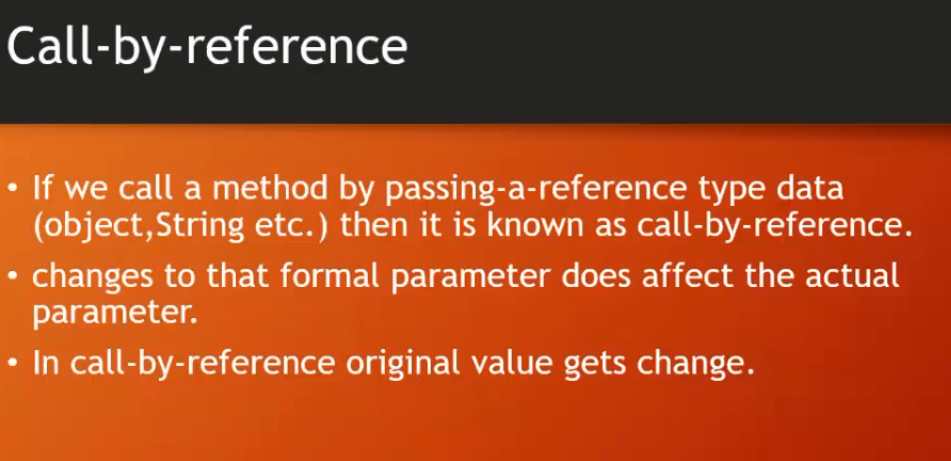 Call-by-reference
• If we call a method by passing-a-reference type data
(object,String etc.) then it is known as call-by-reference.
• changes to that formal parameter does affect the actual
parameter.
• In call-by-reference original value gets change.